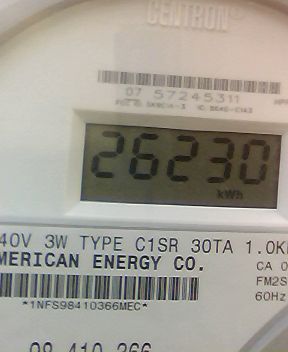 CENTRON®
07 57245311
26230
kWh
40V 3W TYPE C1SR 30TA 1.0K
MERICAN ENERGY CO.
CA 0
FM2S
60Hz
*1NFS98410366MEC*
98 410 366